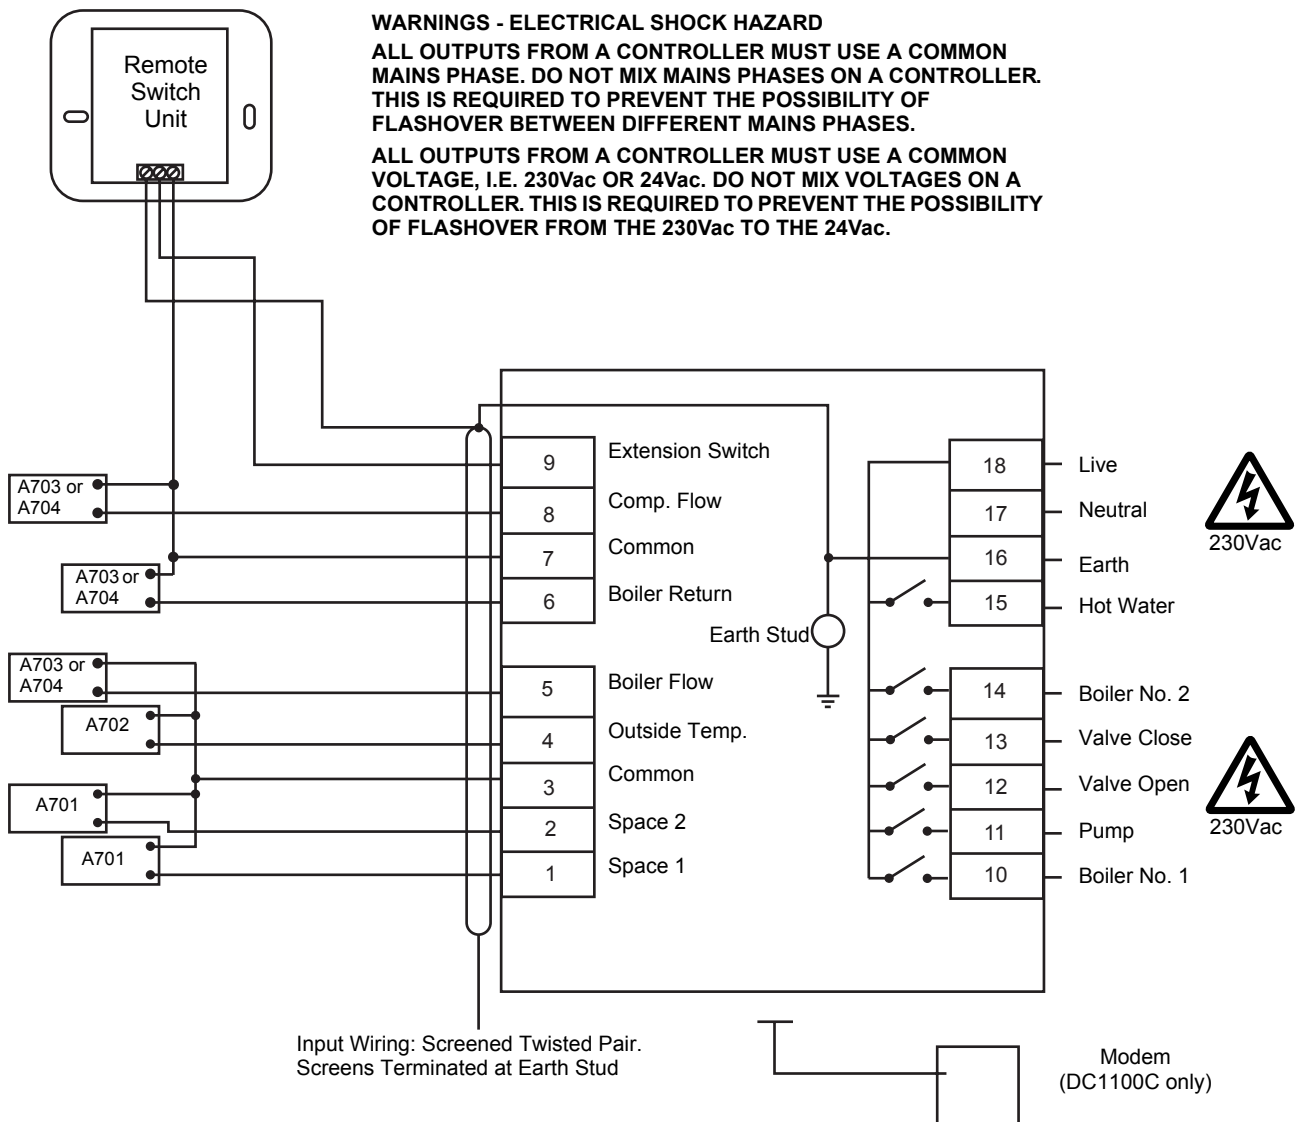 Remote
Switch
Unit
WARNINGS - ELECTRICAL SHOCK HAZARD
ALL OUTPUTS FROM A CONTROLLER MUST USE A COMMON
MAINS PHASE. DO NOT MIX MAINS PHASES ON A CONTROLLER.
THIS IS REQUIRED TO PREVENT THE POSSIBILITY OF
FLASHOVER BETWEEN DIFFERENT MAINS PHASES.
ALL OUTPUTS FROM A CONTROLLER MUST USE A COMMON
VOLTAGE, I.E. 230Vac OR 24Vac. DO NOT MIX VOLTAGES ON A
CONTROLLER. THIS IS REQUIRED TO PREVENT THE POSSIBILITY
OF FLASHOVER FROM THE 230Vac TO THE 24Vac.
A703 or
A704
A703 or
A704
A703 or
A704
A702
A701
A701
9 Extension Switch
8 Comp. Flow
7 Common
6 Boiler Return
5 Boiler Flow
4 Outside Temp.
3 Common
2 Space 2
1 Space 1
Earth Stud
18 Live
17 Neutral
16 Earth
15 Hot Water
14 Boiler No. 2
13 Valve Close
12 Valve Open
11 Pump
10 Boiler No. 1
230Vac
230Vac
Input Wiring: Screened Twisted Pair.
Screens Terminated at Earth Stud
Modem
(DC1100C only)